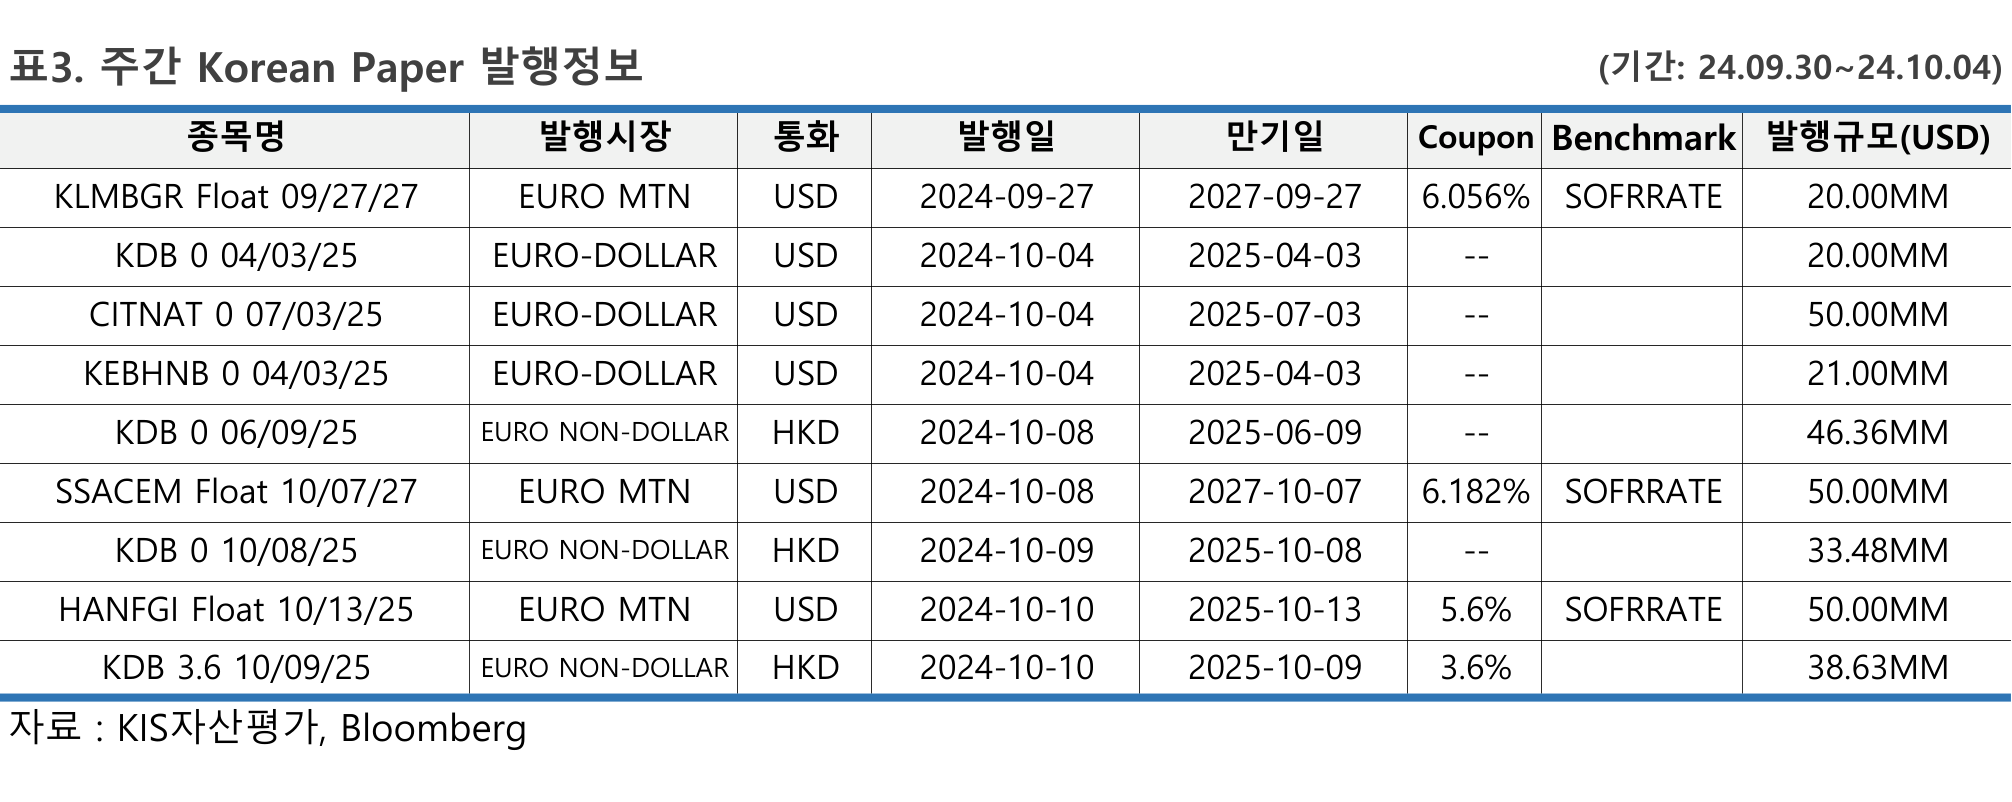 표3. 주간 Korean Paper 발행정보 (기간: 24.09.30~24.10.04)
종목명 발행시장 통화 발행일 만기일 Coupon Benchmark 발행규모(USD)
KLMBGR Float 09/27/27 EURO MTN USD 2024-09-27 2027-09-27 6.056% SOFRRATE 20.00MM
KDB 0 04/03/25 EURO-DOLLAR USD 2024-10-04 2025-04-03 -- 20.00MM
CITNAT 0 07/03/25 EURO-DOLLAR USD 2024-10-04 2025-07-03 -- 50.00MM
KEBHNB 0 04/03/25 EURO-DOLLAR USD 2024-10-04 2025-04-03 -- 21.00MM
KDB 0 06/09/25 EURO NON-DOLLAR HKD 2024-10-08 2025-06-09 -- 46.36MM
SSACEM Float 10/07/27 EURO MTN USD 2024-10-08 2027-10-07 6.182% SOFRRATE 50.00MM
KDB 0 10/08/25 EURO NON-DOLLAR HKD 2024-10-09 2025-10-08 -- 33.48MM
HANFGI Float 10/13/25 EURO MTN USD 2024-10-10 2025-10-13 5.6% SOFRRATE 50.00MM
KDB 3.6 10/09/25 EURO NON-DOLLAR HKD 2024-10-10 2025-10-09 3.6% 38.63MM
자료 : KIS자산평가, Bloomberg